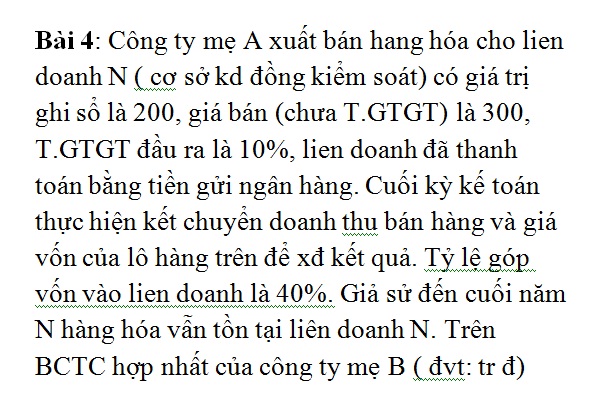 Bài 4: Công ty mẹ A xuất bán hang hóa cho lien
doanh N ( cơ sở kd đồng kiểm soát) có giá trị
ghi sổ là 200, giá bán (chưa T.GTGT) là 300,
T.GTGT đầu ra là 10%, lien doanh đã thanh
toán bằng tiền gửi ngân hàng. Cuối kỳ kế toán
thực hiện kết chuyển doanh thu bán hàng và giá
vốn của lô hàng trên để xđ kết quả. Tỷ lệ góp
vốn vào lien doanh là 40%. Giả sử đến cuối năm
N hàng hóa vẫn tồn tại liên doanh N. Trên
BCTC hợp nhất của công ty mẹ B ( đvt: tr đ)